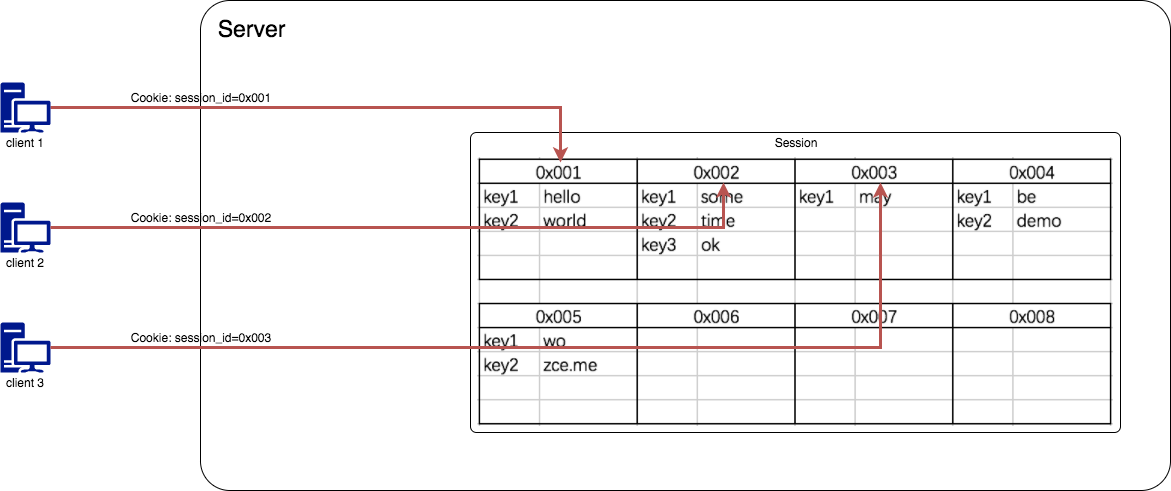 Server
Cookie: session_id=0x001
client 1
Session
0x001 0x002 0x003 0x004
key1 hello key1 some key1 may key1 be
key2 world key2 time key2 demo
key3 ok
Cookie: session_id=0x002
client 2
0x005 0x006 0x007 0x008
key1 wo
key2 zce.me
Cookie: session_id=0x003
client 3